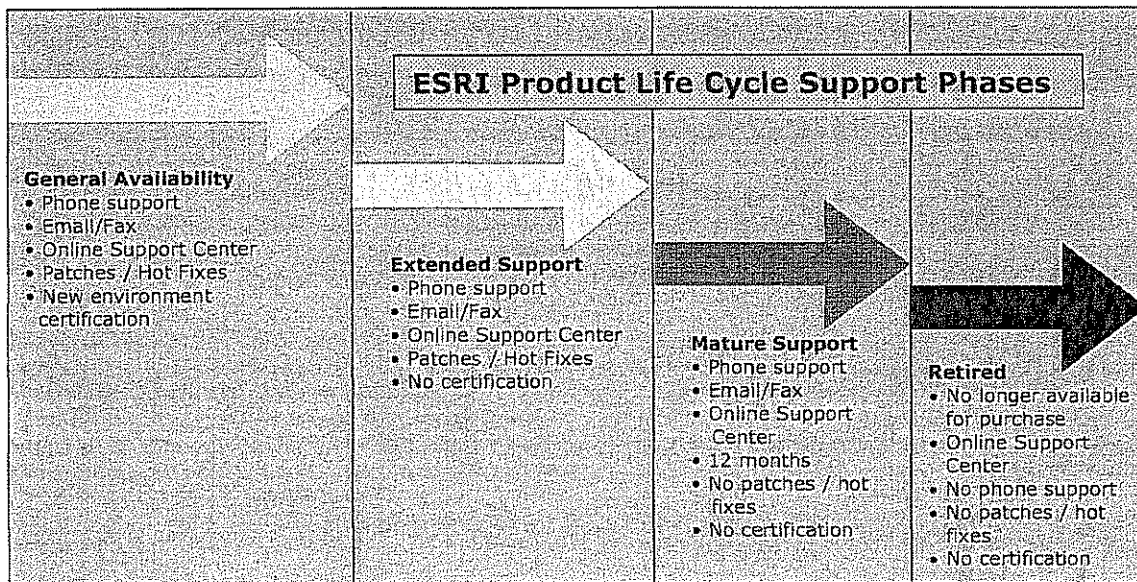 ESRI Product Life Cycle Support Phases
General Availability
• Phone support
• Email/Fax
• Online Support Center
• Patches / Hot Fixes
• New environment
certification
Extended Support
• Phone support
• Email/Fax
• Online Support Center
• Patches / Hot Fixes
• No certification
Mature Support
• Phone support
• Email/Fax
• Online Support
Center
• 12 months
• No patches / hot
fixes
• No certification
Retired
• No longer available
for purchase
• Online Support
Center
• No phone support
• No patches / hot
fixes
• No certification